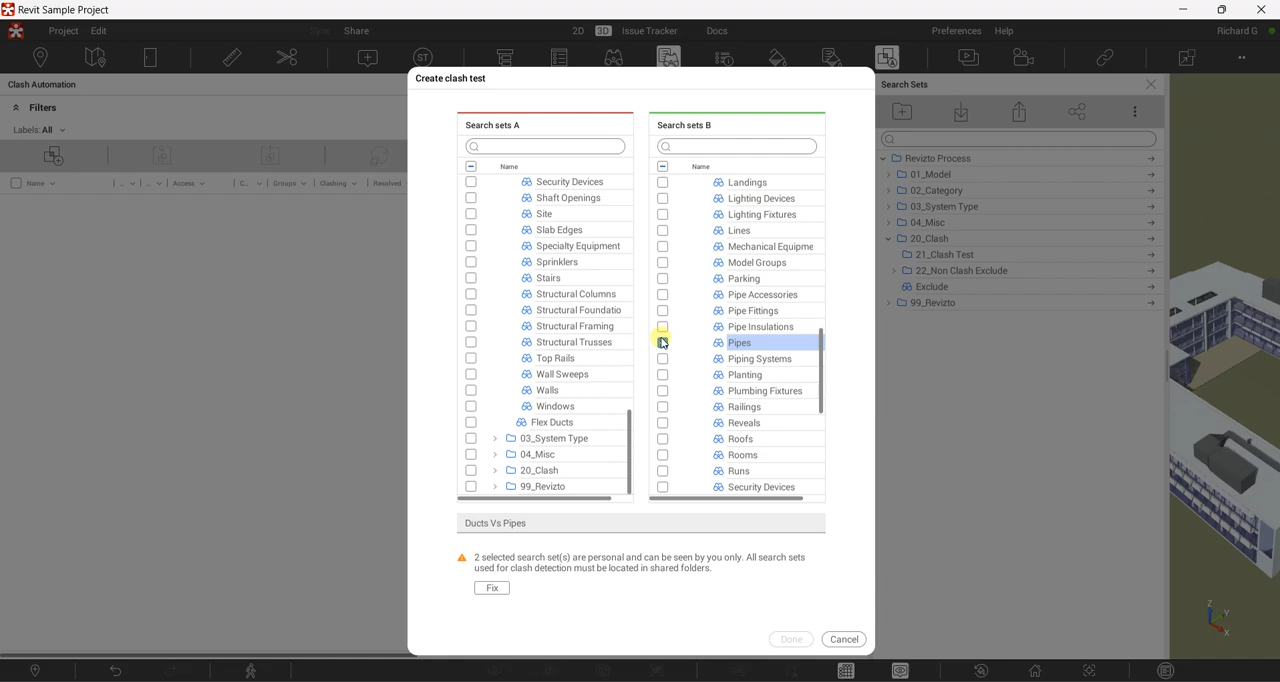 Revit Sample Project
Project Edit Share 2D 3D Issue Tracker Docs Preferences Help Richard G
ST
Clash Automation
Create clash test
Search Sets
Filters
Labels: All
Name Access C.. Groups Clashing Resolved
Search sets A
Name
Security Devices
Shaft Openings
Site
Slab Edges
Specialty Equipment
Sprinklers
Stairs
Structural Columns
Structural Foundatio
Structural Framing
Structural Trusses
Top Rails
Wall Sweeps
Walls
Windows
Flex Ducts
03_System Type
04_Misc
20_Clash
99_Revizto
Search sets B
Name
Landings
Lighting Devices
Lighting Fixtures
Lines
Mechanical Equipme
Model Groups
Parking
Pipe Accessories
Pipe Fittings
Pipe Insulations
Pipes
Piping Systems
Planting
Plumbing Fixtures
Railings
Reveals
Roofs
Rooms
Runs
Security Devices
Ducts Vs Pipes
2 selected search set(s) are personal and can be seen by you only. All search sets
used for clash detection must be located in shared folders.
Fix
Done Cancel
Revizto Process
01_Model
02_Category
03_System Type
04_Misc
20_Clash
21_Clash Test
22_Non Clash Exclude
Exclude
99_Revizto
Z
Y
X